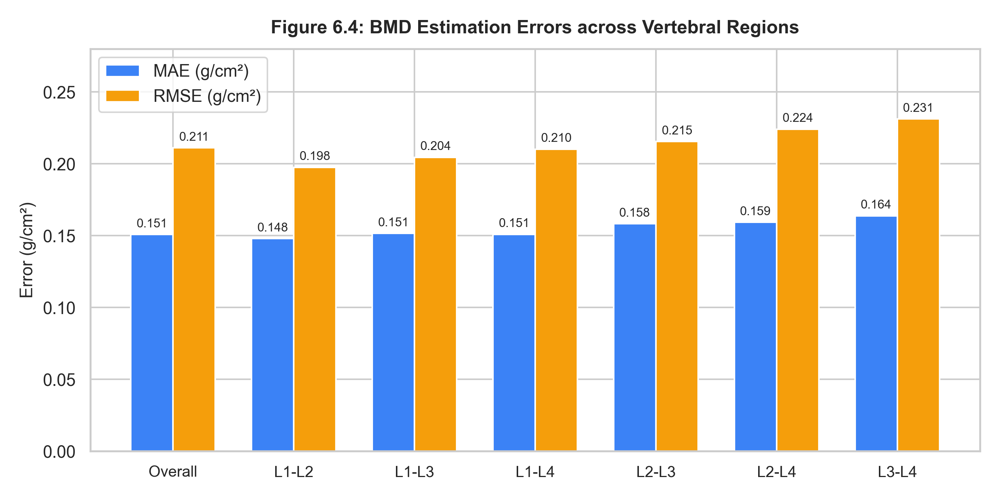 Figure 6.4: BMD Estimation Errors across Vertebral Regions
MAE (g/cm²)
RMSE (g/cm²)
Error (g/cm²)
0.25
0.20
0.15
0.10
0.05
0.00
0.151
0.211
0.148
0.198
0.151
0.204
0.151
0.210
0.158
0.215
0.159
0.224
0.164
0.231
Overall
L1-L2
L1-L3
L1-L4
L2-L3
L2-L4
L3-L4